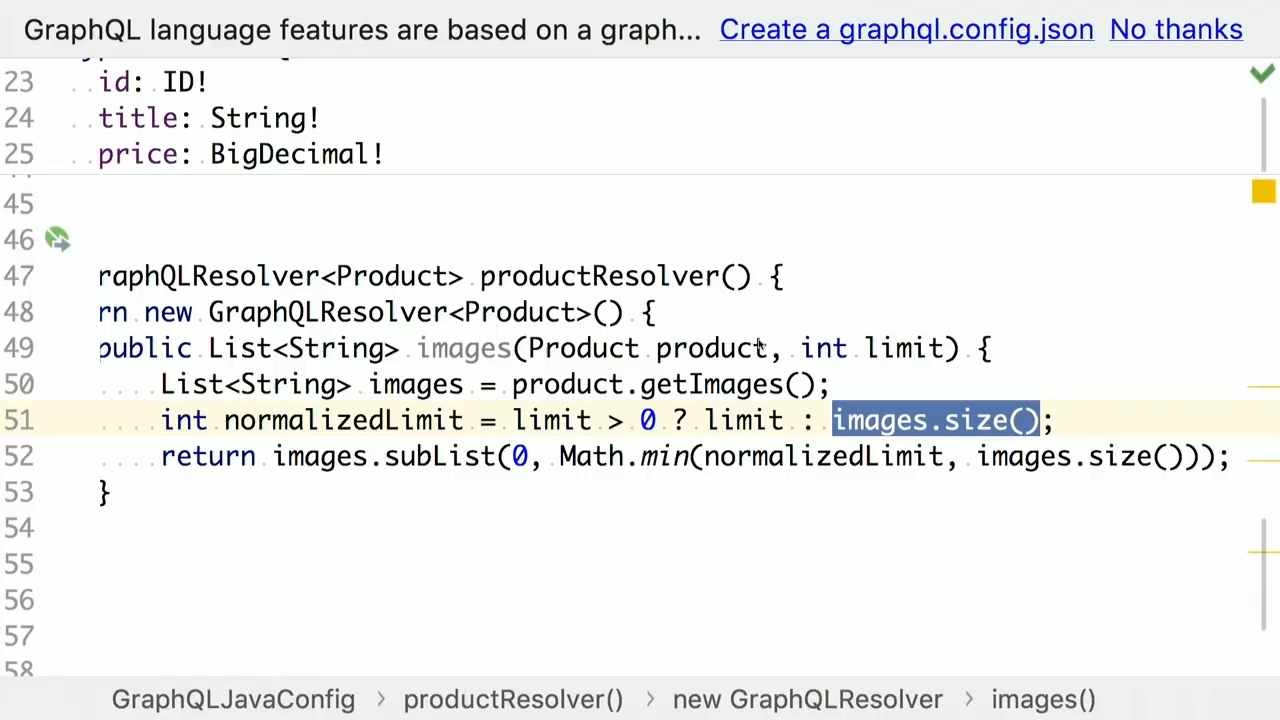 GraphQL language features are based on a graph... Create a graphql.config.json No thanks
23 id: ID!
24 title: String!
25 price: BigDecimal!
45
46
47 raphQLResolver<Product> productResolver() {
48 rn new GraphQLResolver<Product>() {
49 public List<String> images(Product product, int limit) {
50 List<String> images = product.getImages();
51 int normalizedLimit = limit > 0 ? limit : images.size();
52 return images.subList(0, Math.min(normalizedLimit, images.size()));
53 }
54
55
56
57
58
GraphQLJavaConfig > productResolver() > new GraphQLResolver > images()